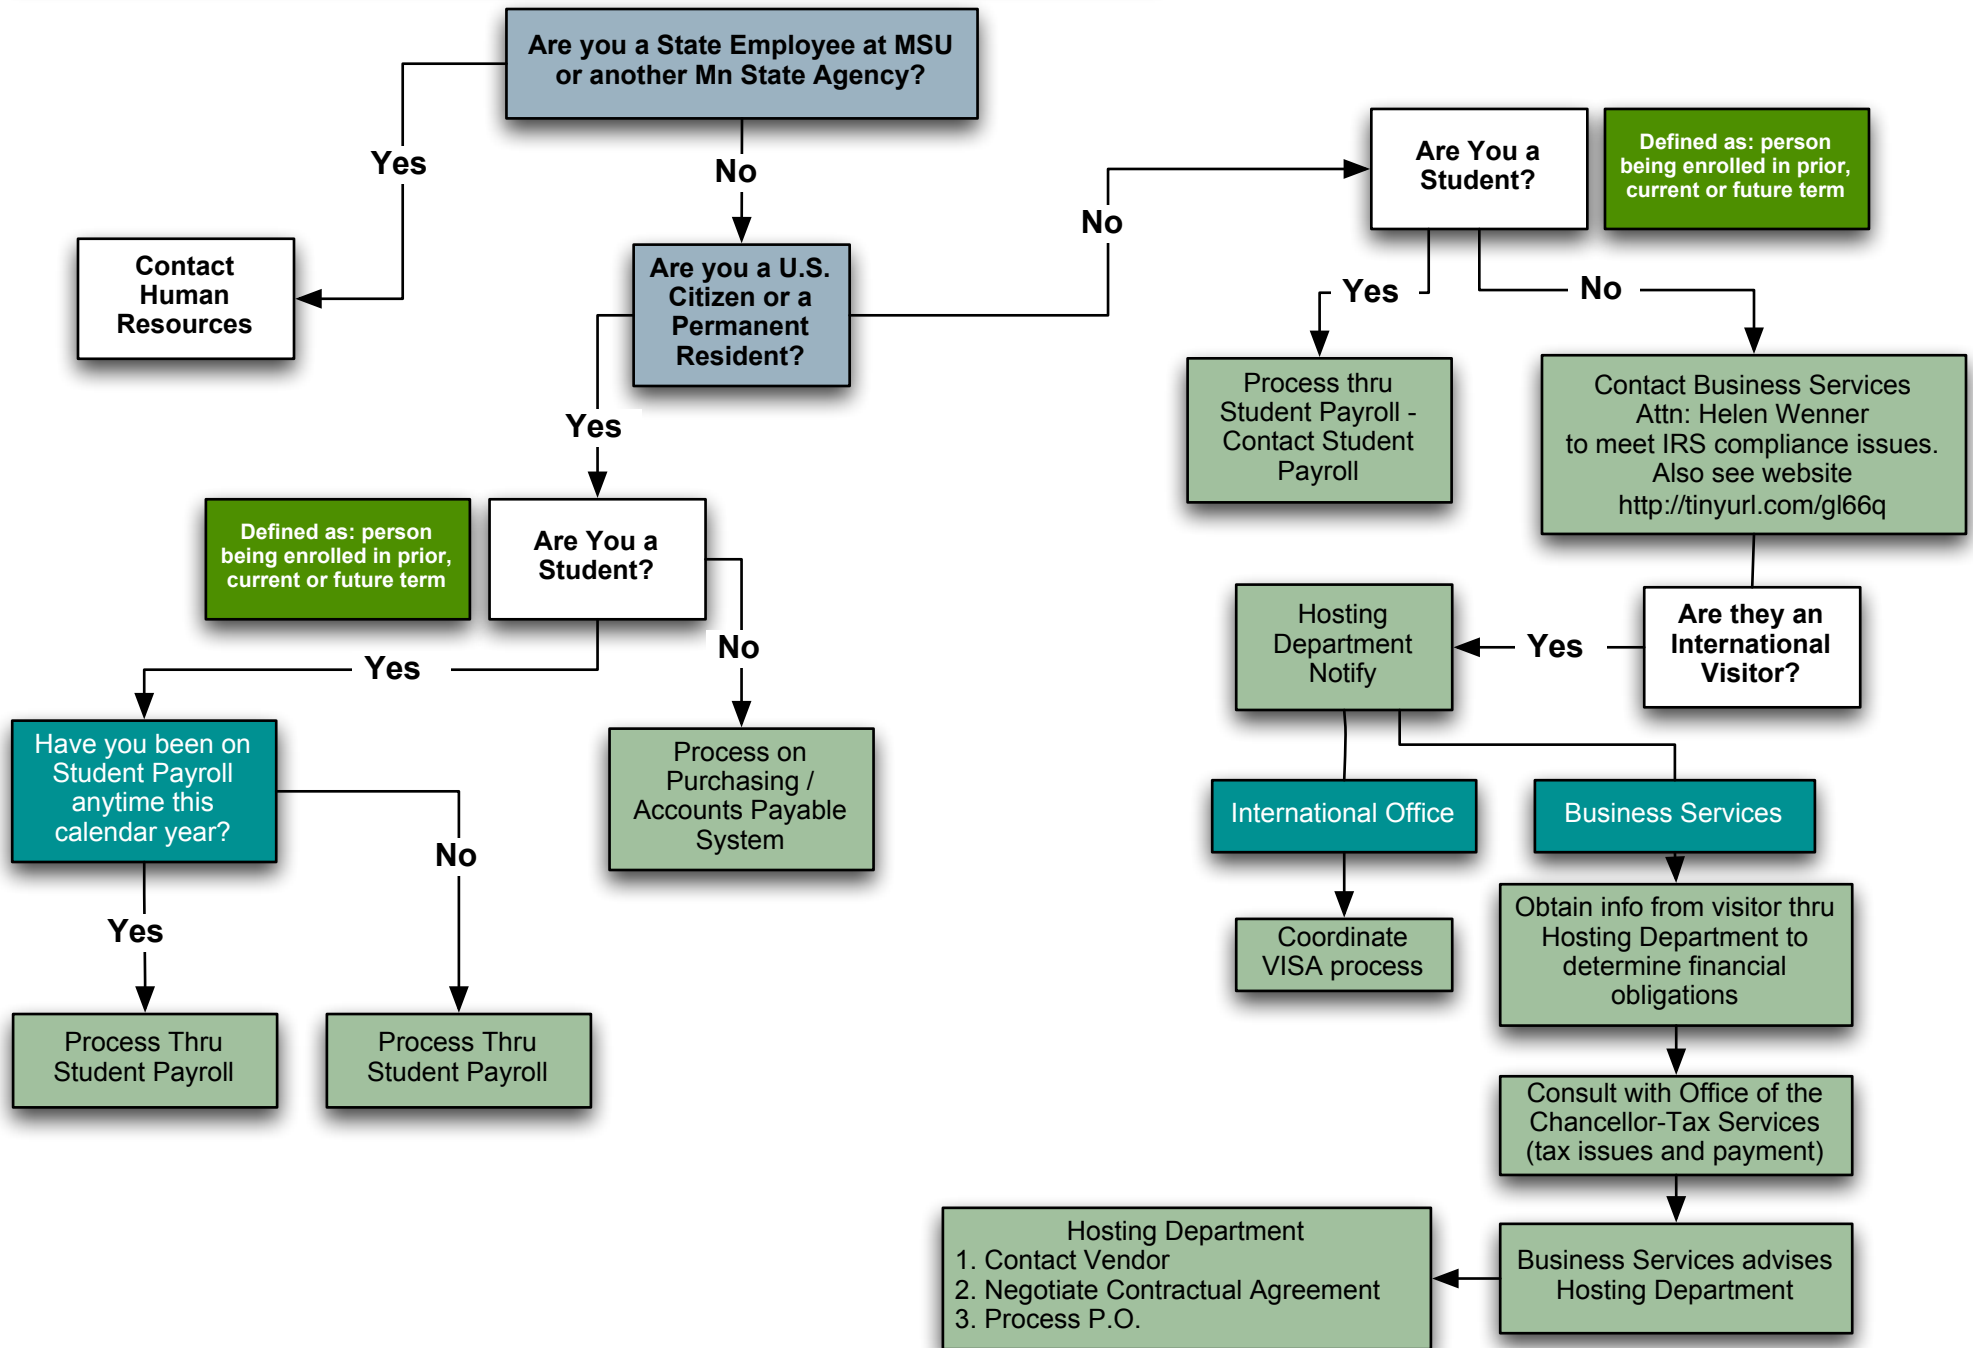 Are you a State Employee at MSU
or another Mn State Agency?
Yes
No
Contact
Human
Resources
Are you a U.S.
Citizen or a
Permanent
Resident?
No
Are You a
Student?
Defined as: person
being enrolled in prior,
current or future term
Yes
No
Process thru
Student Payroll -
Contact Student
Payroll
Contact Business Services
Attn: Helen Wenner
to meet IRS compliance issues.
Also see website
http://tinyurl.com/gl66q
Yes
Defined as: person
being enrolled in prior,
current or future term
Are You a
Student?
Yes
No
Have you been on
Student Payroll
anytime this
calendar year?
Process on
Purchasing /
Accounts Payable
System
Yes
No
Process Thru
Student Payroll
Process Thru
Student Payroll
Are they an
International
Visitor?
Yes
Hosting
Department
Notify
International Office
Business Services
Coordinate
VISA process
Obtain info from visitor thru
Hosting Department to
determine financial
obligations
Consult with Office of the
Chancellor-Tax Services
(tax issues and payment)
Business Services advises
Hosting Department
Hosting Department
1. Contact Vendor
2. Negotiate Contractual Agreement
3. Process P.O.